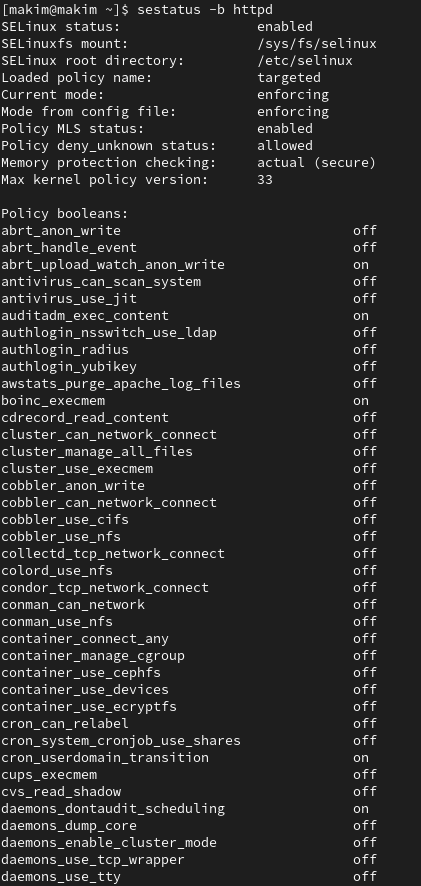 [makim@makim ~]$ sestatus -b httpd
SELinux status:                 enabled
SELinuxfs mount:                /sys/fs/selinux
SELinux root directory:         /etc/selinux
Loaded policy name:             targeted
Current mode:                   enforcing
Mode from config file:          enforcing
Policy MLS status:              enabled
Policy deny_unknown status:     allowed
Memory protection checking:     actual (secure)
Max kernel policy version:      33

Policy booleans:
abrt_anon_write                             off
abrt_handle_event                           off
abrt_upload_watch_anon_write                on
antivirus_can_scan_system                   off
antivirus_use_jit                           off
auditadm_exec_content                       on
authlogin_nsswitch_use_ldap                 off
authlogin_radius                            off
authlogin_yubikey                           off
awstats_purge_apache_log_files              off
boinc_execmem                               on
cdrecord_read_content                       off
cluster_can_network_connect                 off
cluster_manage_all_files                    off
cluster_use_execmem                         off
cobbler_anon_write                          off
cobbler_can_network_connect                 off
cobbler_use_cifs                            off
cobbler_use_nfs                             off
collectd_tcp_network_connect                off
colord_use_nfs                              off
condor_tcp_network_connect                  off
conman_can_network                          off
conman_use_nfs                              off
container_connect_any                       off
container_manage_cgroup                     off
container_use_cephfs                        off
container_use_devices                       off
container_use_ecryptfs                      off
cron_can_relabel                            off
cron_system_cronjob_use_shares              off
cron_userdomain_transition                  on
cups_execmem                                off
cvs_read_shadow                             off
daemons_dontaudit_scheduling                on
daemons_dump_core                           off
daemons_enable_cluster_mode                 off
daemons_use_tcp_wrapper                     off
daemons_use_tty                             off